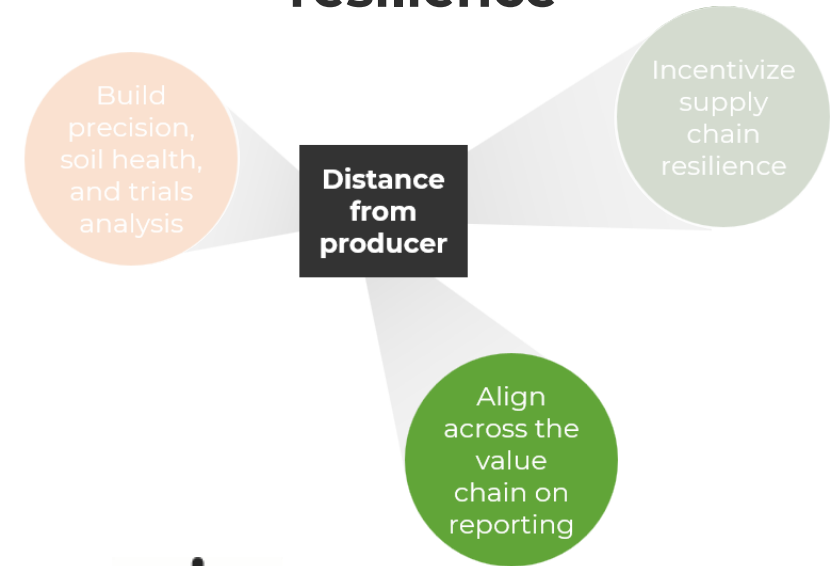 resilience
Build
precision,
soil health,
and trials
analysis
Distance
from
producer
Incentivize
supply
chain
resilience
Align
across the
value
chain on
reporting